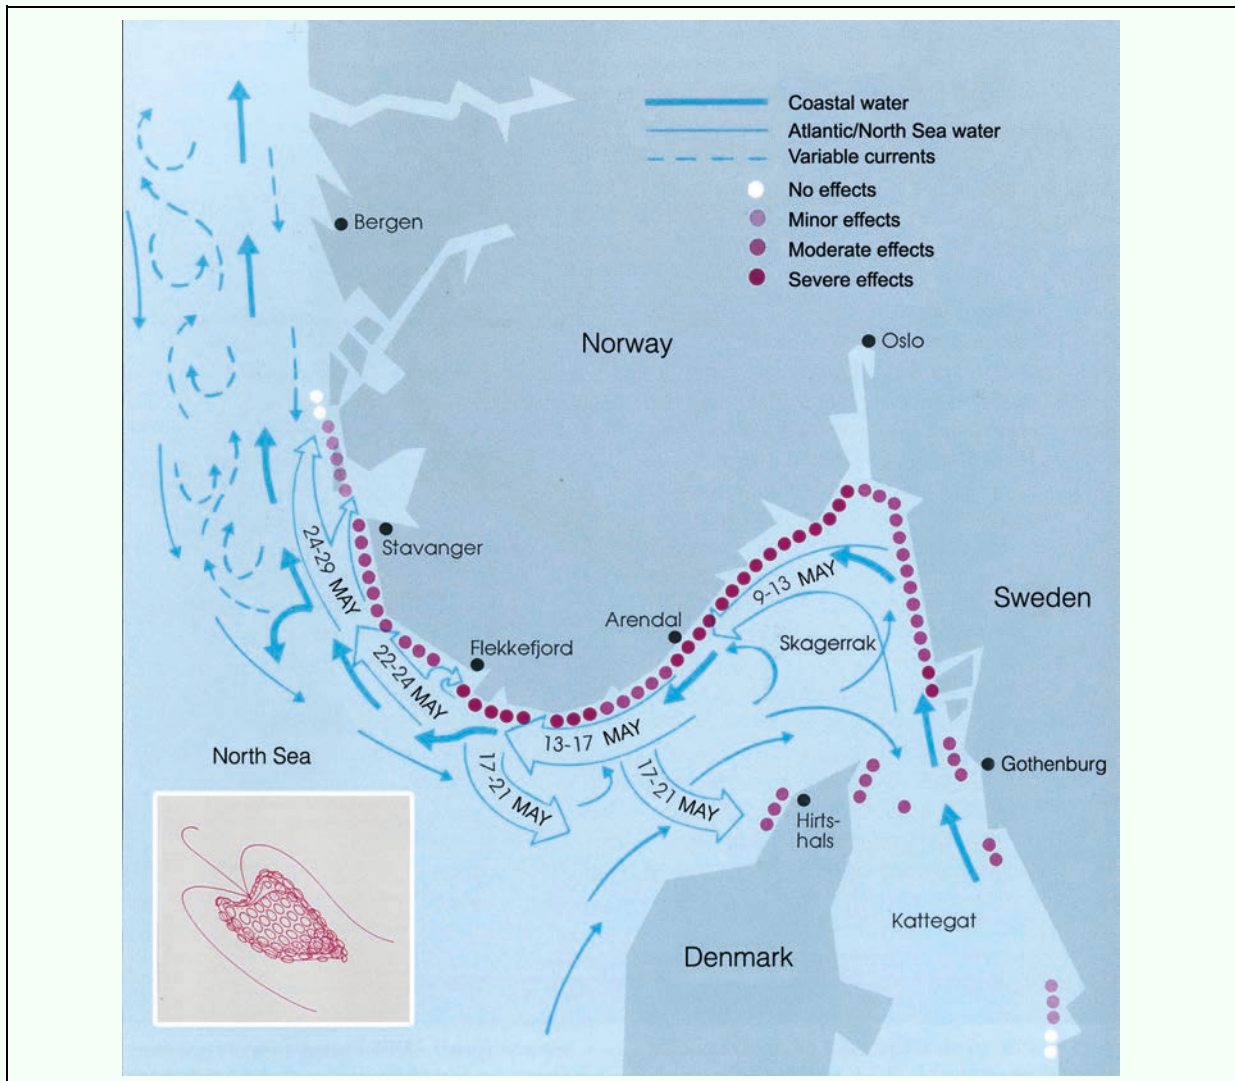 Coastal water
Atlantic/North Sea water
Variable currents
No effects
Minor effects
Moderate effects
Severe effects
Bergen
Norway
Oslo
Stavanger
24-29 MAY
Sweden
9-13 MAY
Arendal
Skagerrak
Flekkefjord
22-24 MAY
13-17 MAY
North Sea
17-21 MAY
17-21 MAY
Gothenburg
Hirts-
hals
Kattegat
Denmark